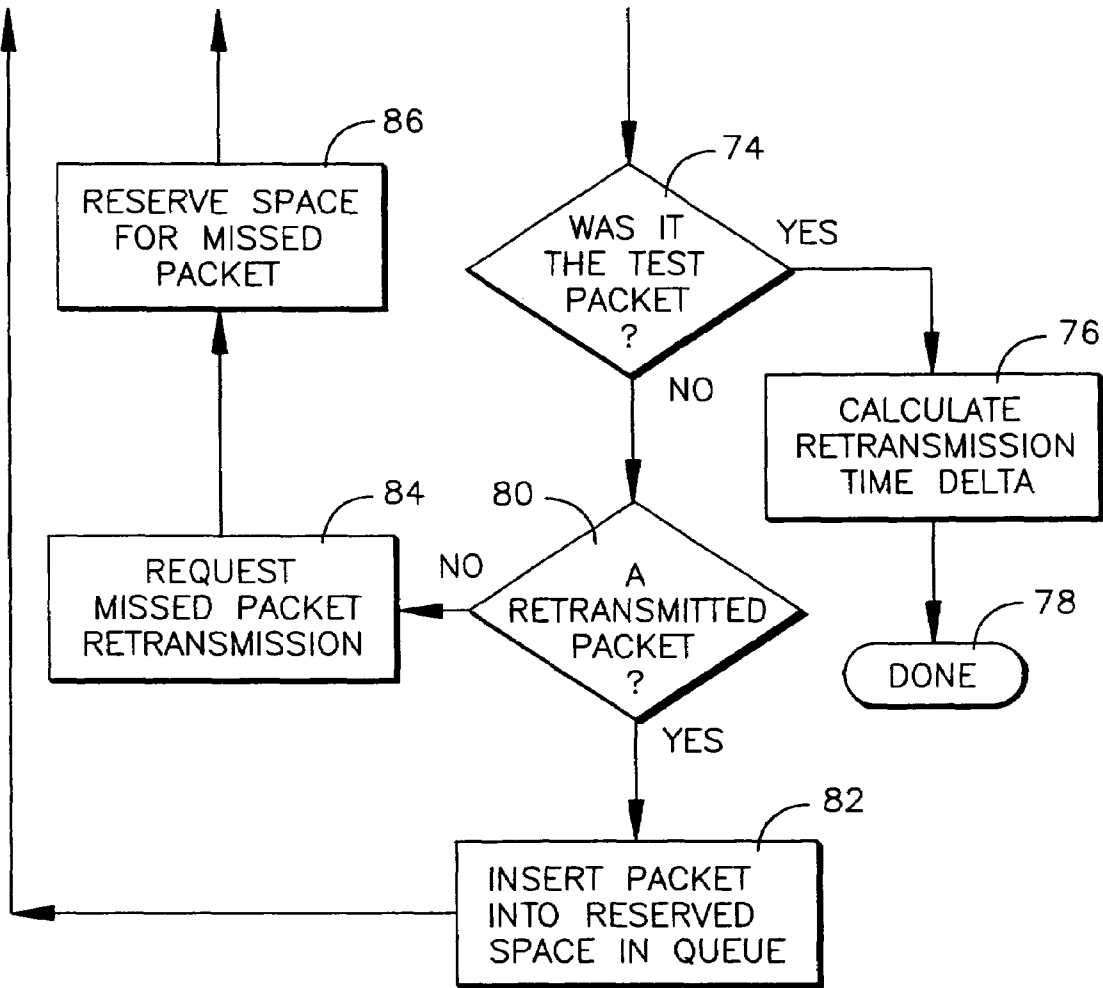 86
RESERVE SPACE
FOR MISSED
PACKET
74
WAS IT
THE TEST
PACKET
?
YES
NO
76
CALCULATE
RETRANSMISSION
TIME DELTA
84
REQUEST
MISSED PACKET
RETRANSMISSION
NO
80
A
RETRANSMITTED
PACKET
?
YES
78
DONE
82
INSERT PACKET
INTO RESERVED
SPACE IN QUEUE